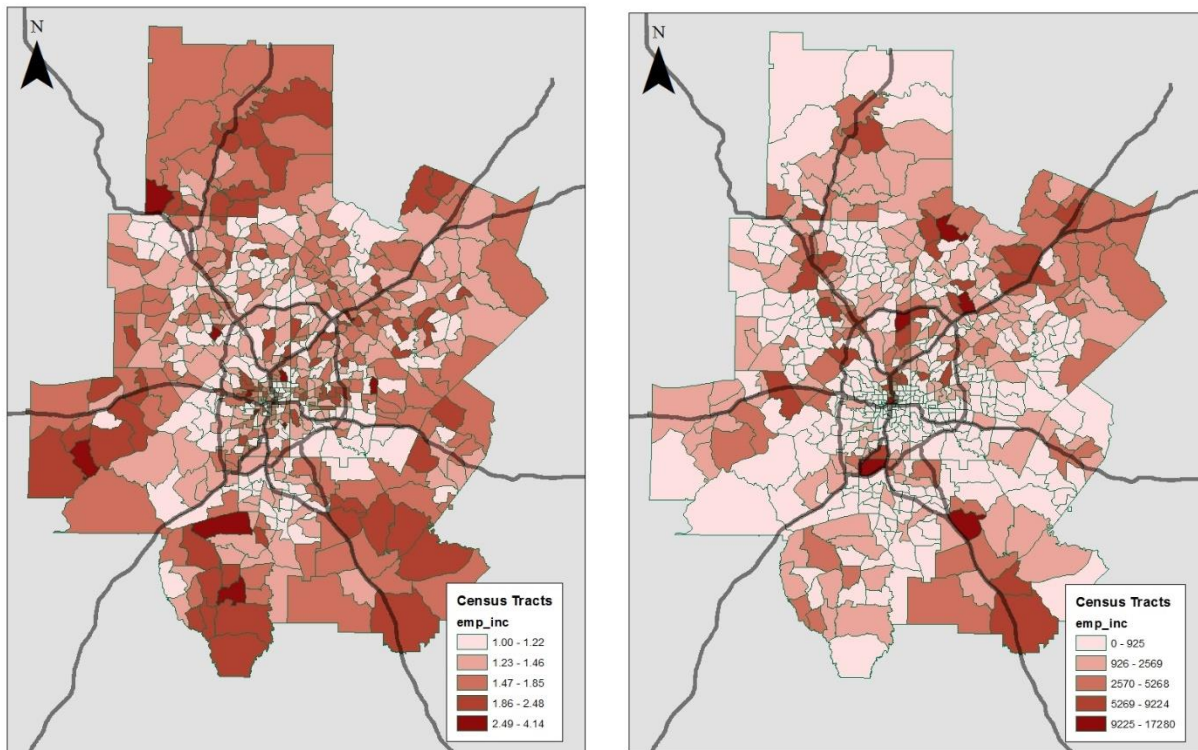 N
Census Tracts
emp_inc
1.00 - 1.22
1.23 - 1.46
1.47 - 1.85
1.86 - 2.48
2.49 - 4.14
N
Census Tracts
emp_inc
0 - 925
926 - 2569
2570 - 5268
5269 - 9224
9225 - 17280